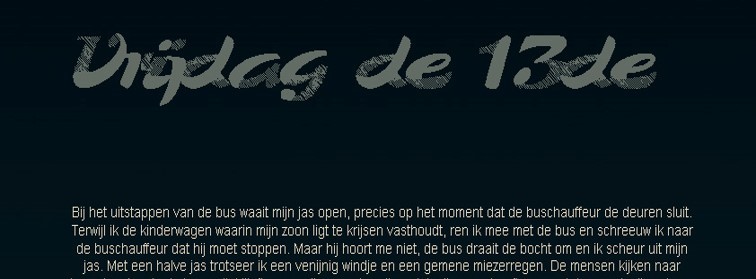 Vrijdag de 13de
Bij het uitstappen van de bus waait mijn jas open, precies op het moment dat de buschauffeur de deuren sluit.
Terwijl ik de kinderwagen waarin mijn zoon ligt te krijsen vasthoudt, ren ik mee met de bus en schreeuw ik naar
de buschauffeur dat hij moet stoppen. Maar hij hoort me niet, de bus draait de bocht om en ik scheur uit mijn
jas. Met een halve jas trotseer ik een venijnig windje en een gemene miezerregen. De mensen kijken naar